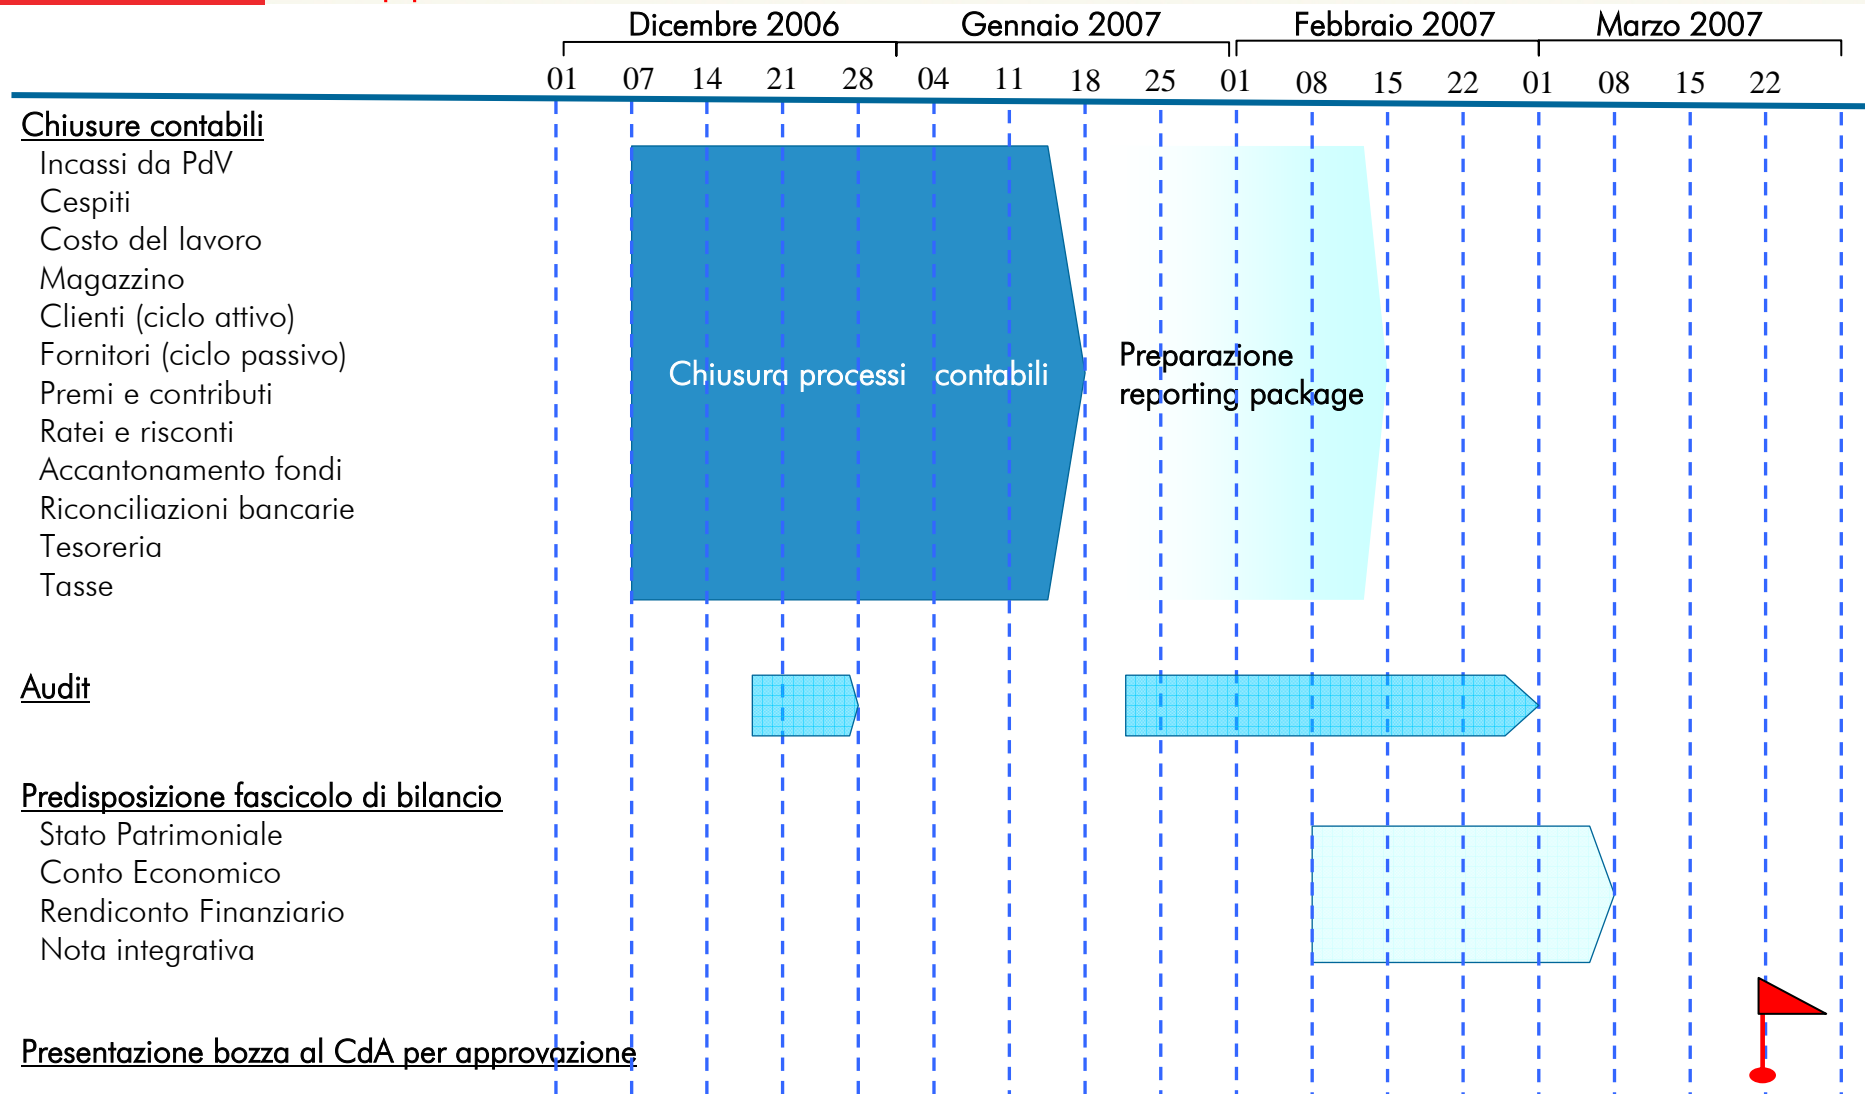 Dicembre 2006 Gennaio 2007 Febbraio 2007 Marzo 2007
01 07 14 21 28 04 11 18 25 01 08 15 22 01 08 15 22
Chiusure contabili
Incassi da PdV
Cespiti
Costo del lavoro
Magazzino
Clienti (ciclo attivo)
Fornitori (ciclo passivo)
Premi e contributi
Ratei e risconti
Accantonamento fondi
Riconciliazioni bancarie
Tesoreria
Tasse
Chiusura processi contabili
Preparazione
reporting package
Audit
Predisposizione fascicolo di bilancio
Stato Patrimoniale
Conto Economico
Rendiconto Finanziario
Nota integrativa
Presentazione bozza al CdA per approvazione